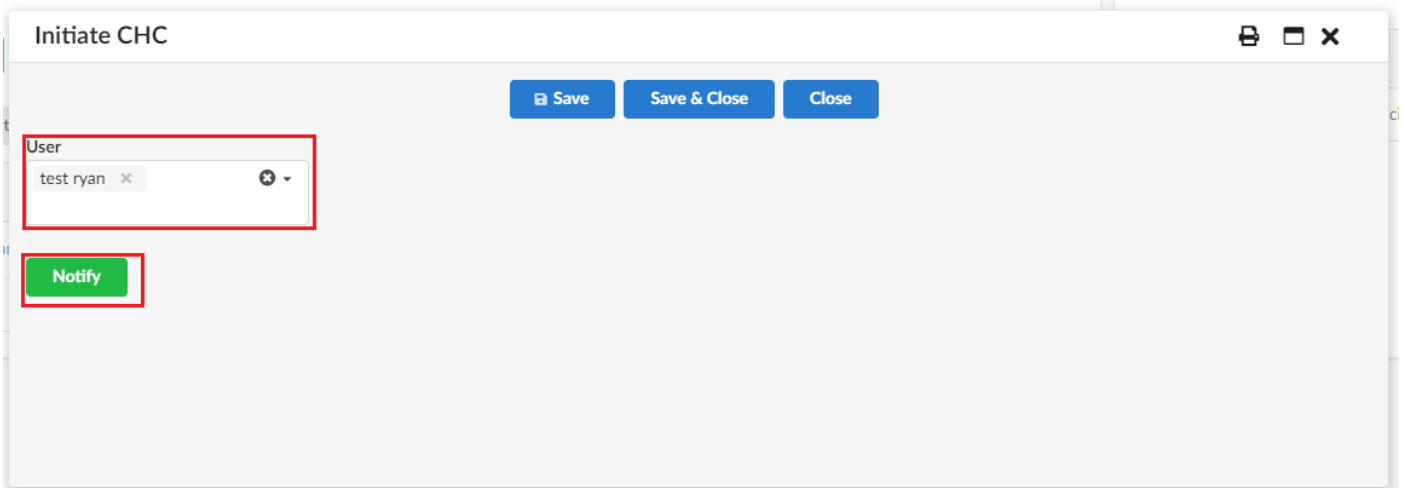 Initiate CHC
Save Save & Close Close
User
test ryan
Notify